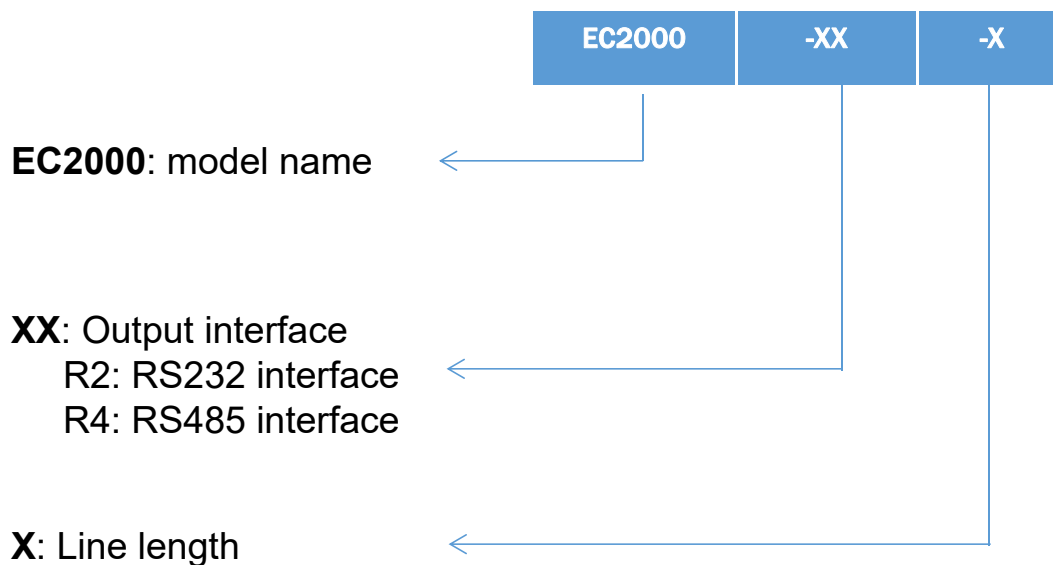 EC2000 -XX -X
EC2000: model name
XX: Output interface
R2: RS232 interface
R4: RS485 interface
X: Line length